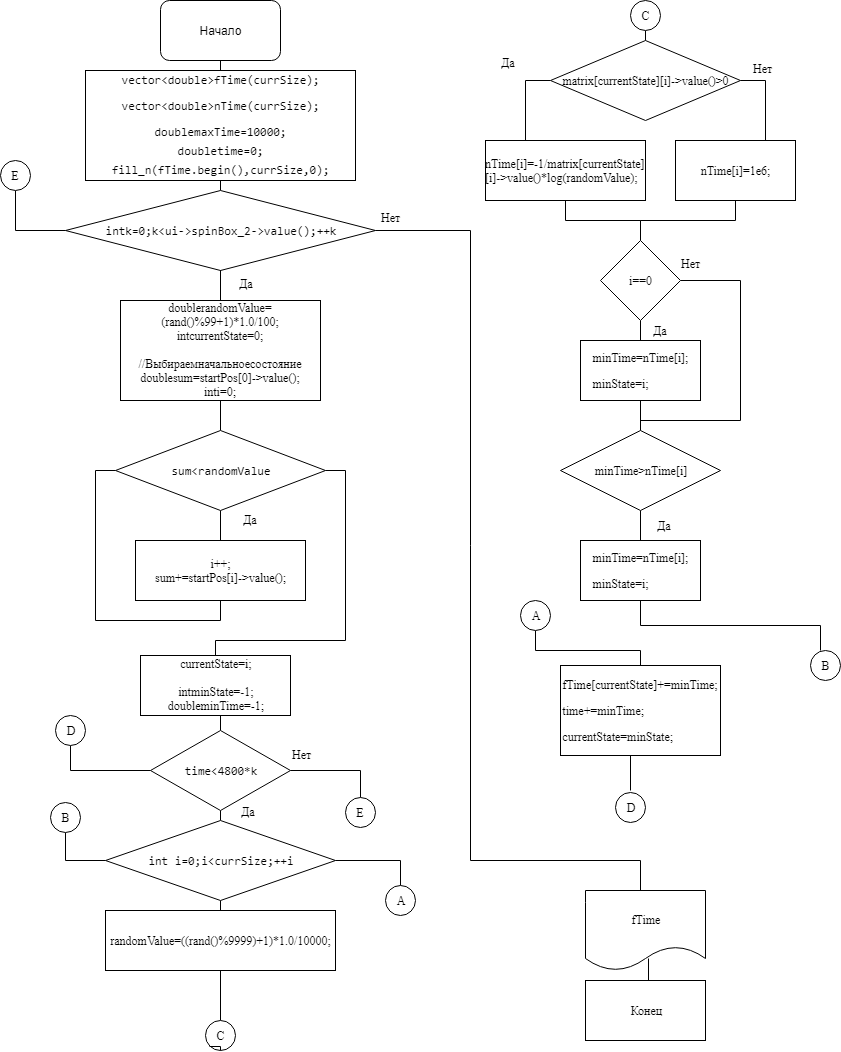 Начало
vector<double>fTime(currSize);
vector<double>nTime(currSize);
doublemaxTime=10000;
doubletime=0;
fill_n(fTime.begin(),currSize,0);
E
intk=0;k<ui->spinBox_2->value();++k
Нет
Да
doublerandomValue=
(rand()%99+1)*1.0/100;
intcurrentState=0;
//Выбираемначальноесостояние
doublesum=startPos[0]->value();
inti=0;
sum<randomValue
Да
i++;
sum+=startPos[i]->value();
currentState=i;
intminState=-1;
doubleminTime=-1;
D
time<4800*k
Нет
E
Да
B
int i=0;i<currSize;++i
A
randomValue=((rand()%9999)+1)*1.0/10000;
C
C
Да
matrix[currentState][i]->value()>0
Нет
nTime[i]=-1/matrix[currentState]
[i]->value()*log(randomValue);
nTime[i]=1e6;
i==0
Нет
Да
minTime=nTime[i];
minState=i;
minTime>nTime[i]
Да
minTime=nTime[i];
minState=i;
B
A
fTime[currentState]+=minTime;
time+=minTime;
currentState=minState;
D
fTime
Конец